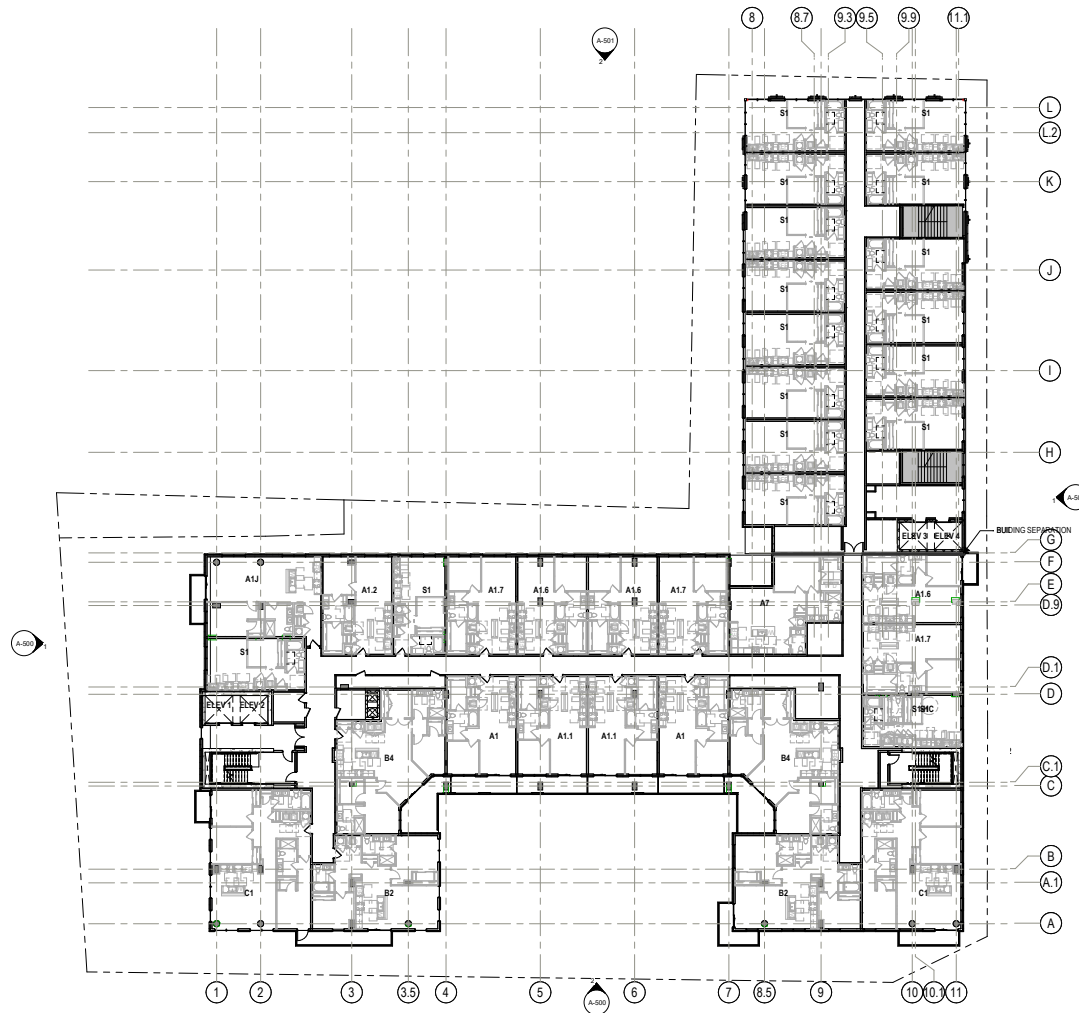 8 8.7 9.3 9.5 9.9 11.1
A-501
2
L
S1 S1
L.2
S1 S1
K
S1
S1
J
S1
S1
S1
S1
I
S1
S1
S1
H
S1
A-50
1
BUIDING SEPARATION
ELEV 3 ELEV 4
G
F
A1J A1.2 S1 A1.7 A1.6 A1.6 A1.7 A7 A1.6
E
D.9
A-500
1
S1 A1.7
D.1
D
ELEV 1 ELEV 2
B4 A1 A1.1 A1.1 A1 B4
C.1
C
B
A.1
C1 B2 B2 C1
A
1 2 3 3.5 4 5 6 7 8.5 9 10 10.1 11
2
A-500